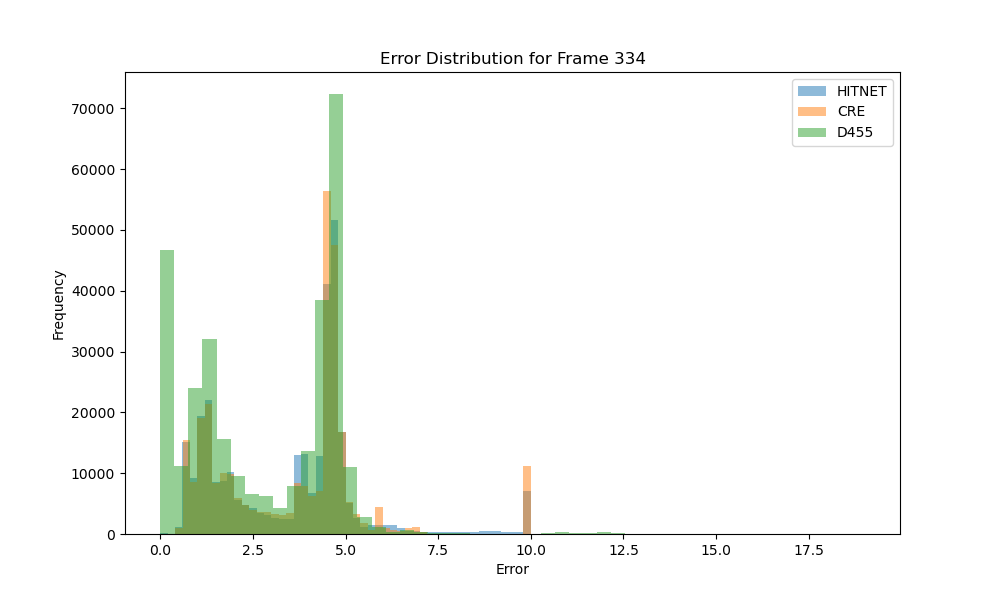 Error Distribution for Frame 334
HITNET
CRE
D455
70000
60000
50000
40000
30000
20000
10000
0
Frequency
0.0 2.5 5.0 7.5 10.0 12.5 15.0 17.5
Error